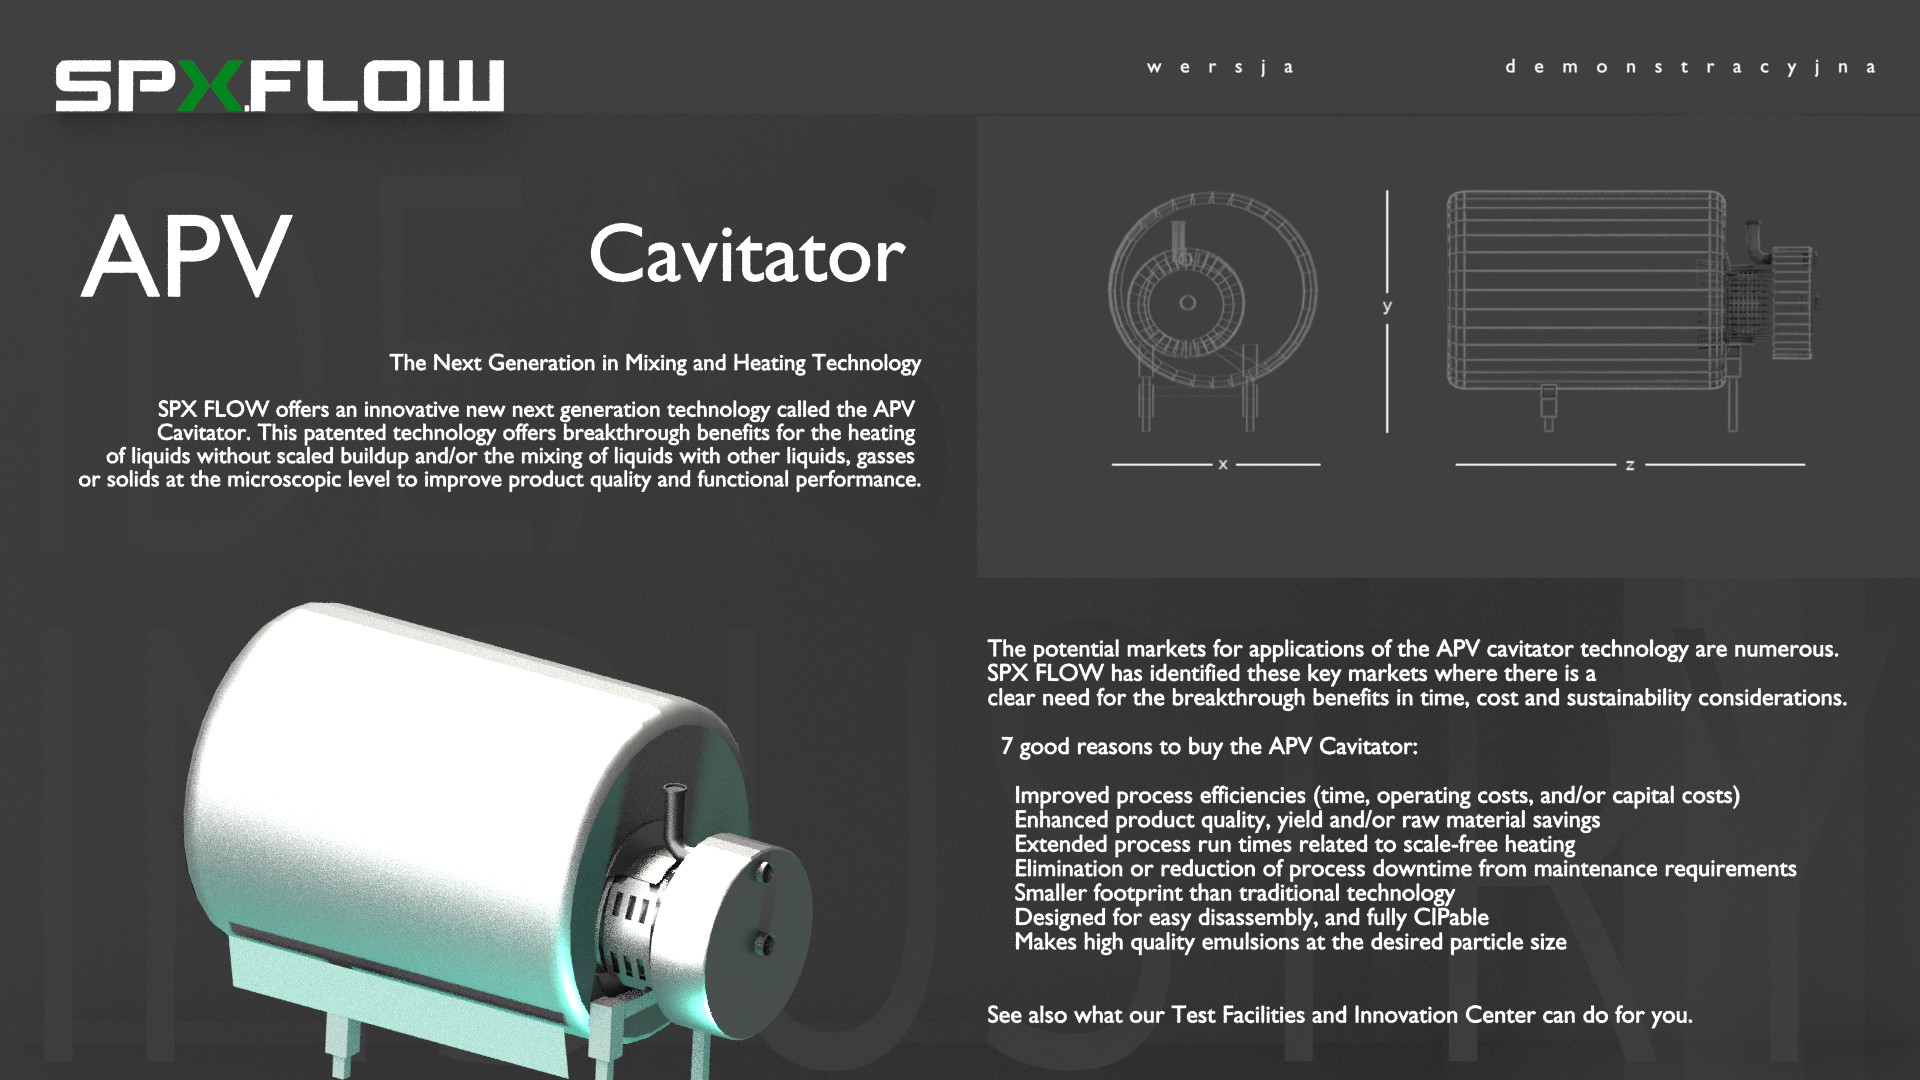 SPX.FLOW
wersja demonstracyjna
APV Cavitator
The Next Generation in Mixing and Heating Technology
SPX FLOW offers an innovative new next generation technology called the APV
Cavitator. This patented technology offers breakthrough benefits for the heating
of liquids without scaled buildup and/or the mixing of liquids with other liquids, gasses
or solids at the microscopic level to improve product quality and functional performance.
y
x
z
The potential markets for applications of the APV cavitator technology are numerous.
SPX FLOW has identified these key markets where there is a
clear need for the breakthrough benefits in time, cost and sustainability considerations.
7 good reasons to buy the APV Cavitator:
Improved process efficiencies (time, operating costs, and/or capital costs)
Enhanced product quality, yield and/or raw material savings
Extended process run times related to scale-free heating
Elimination or reduction of process downtime from maintenance requirements
Smaller footprint than traditional technology
Designed for easy disassembly, and fully CIPable
Makes high quality emulsions at the desired particle size
See also what our Test Facilities and Innovation Center can do for you.
IDEAS
INDUSTRY